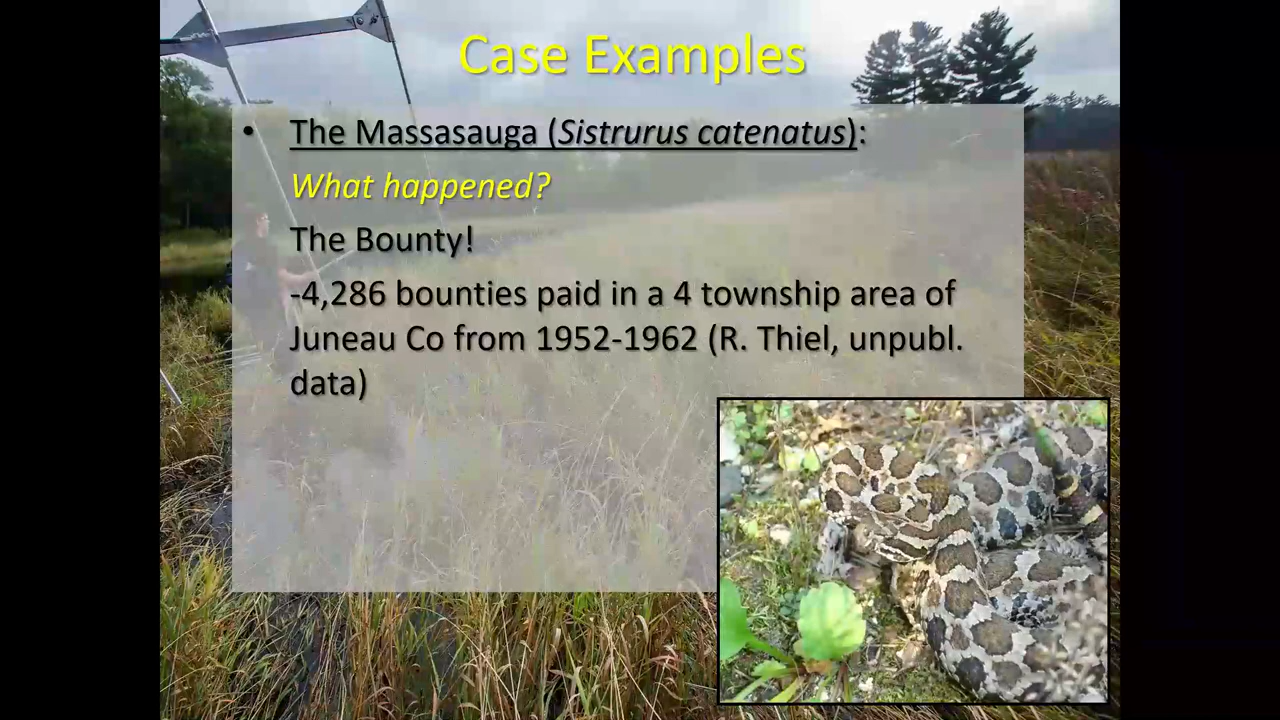 Case Examples
• The Massasauga (Sistrurus catenatus):
What happened?
The Bounty!
-4,286 bounties paid in a 4 township area of
Juneau Co from 1952-1962 (R. Thiel, unpubl.
data)